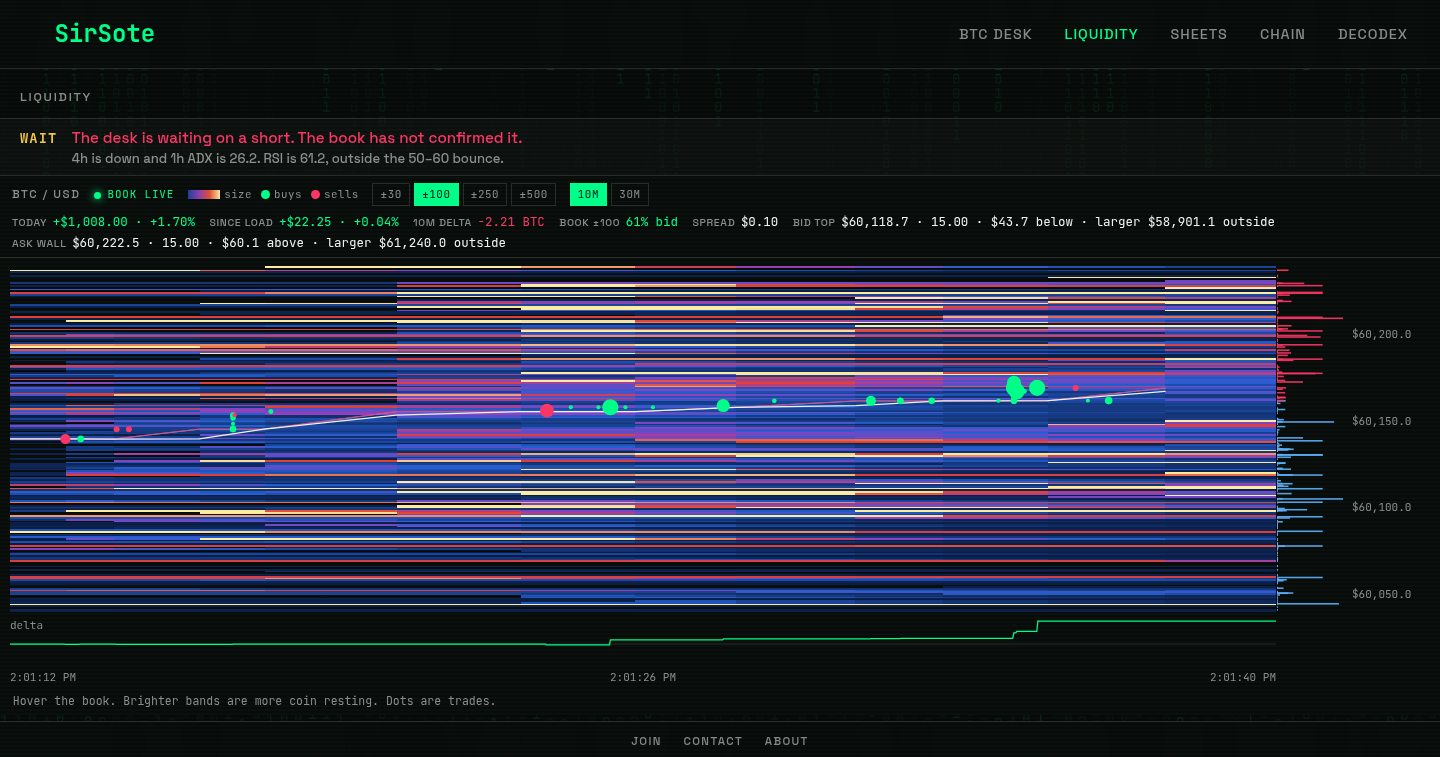 SirSote
BTC DESK LIQUIDITY SHEETS CHAIN DECODEX
LIQUIDITY
WAIT The desk is waiting on a short. The book has not confirmed it.
4h is down and 1h ADX is 26.2. RSI is 61.2, outside the 50–60 bounce.
BTC / USD BOOK LIVE size buys sells ±30 ±100 ±250 ±500 10M 30M
TODAY +$1,008.00 · +1.70% SINCE LOAD +$22.25 · +0.04% 10M DELTA -2.21 BTC BOOK ±100 61% bid SPREAD $0.10 BID TOP $60,118.7 · 15.00 · $43.7 below · larger $58,901.1 outside
ASK WALL $60,222.5 · 15.00 · $60.1 above · larger $61,240.0 outside
$60,200.0
$60,150.0
$60,100.0
$60,050.0
delta
2:01:12 PM 2:01:26 PM 2:01:40 PM
Hover the book. Brighter bands are more coin resting. Dots are trades.
JOIN CONTACT ABOUT